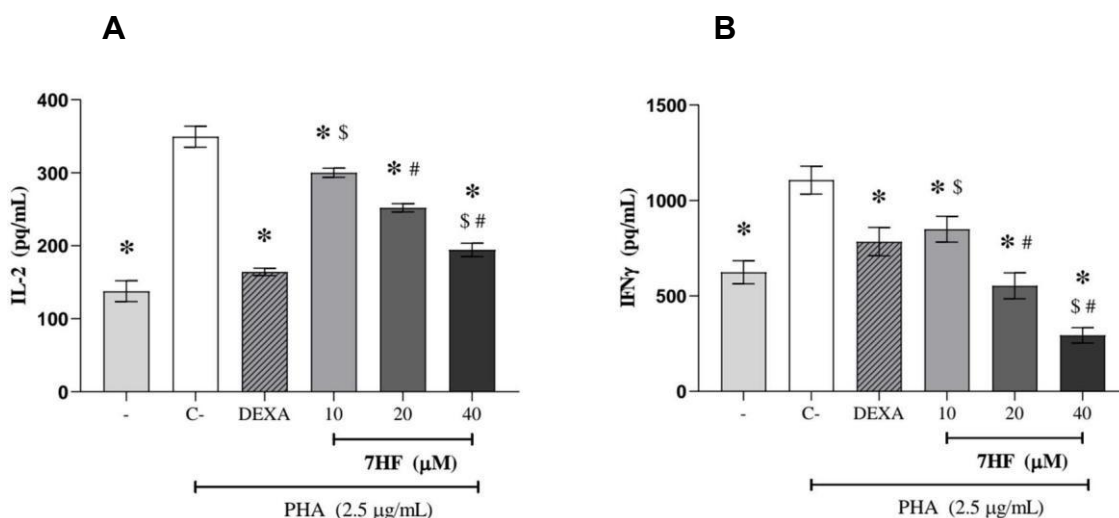 A
B
400
300
200
100
0
IL-2 (pq/mL)
*
*
* $
* #
*
$ #
-
C-
DEXA
10
20
40
7HF (μM)
PHA (2.5 μg/mL)
1500
1000
500
0
IFNγ (pq/mL)
*
*
* $
* #
*
$ #
-
C-
DEXA
10
20
40
7HF (μM)
PHA (2.5 μg/mL)